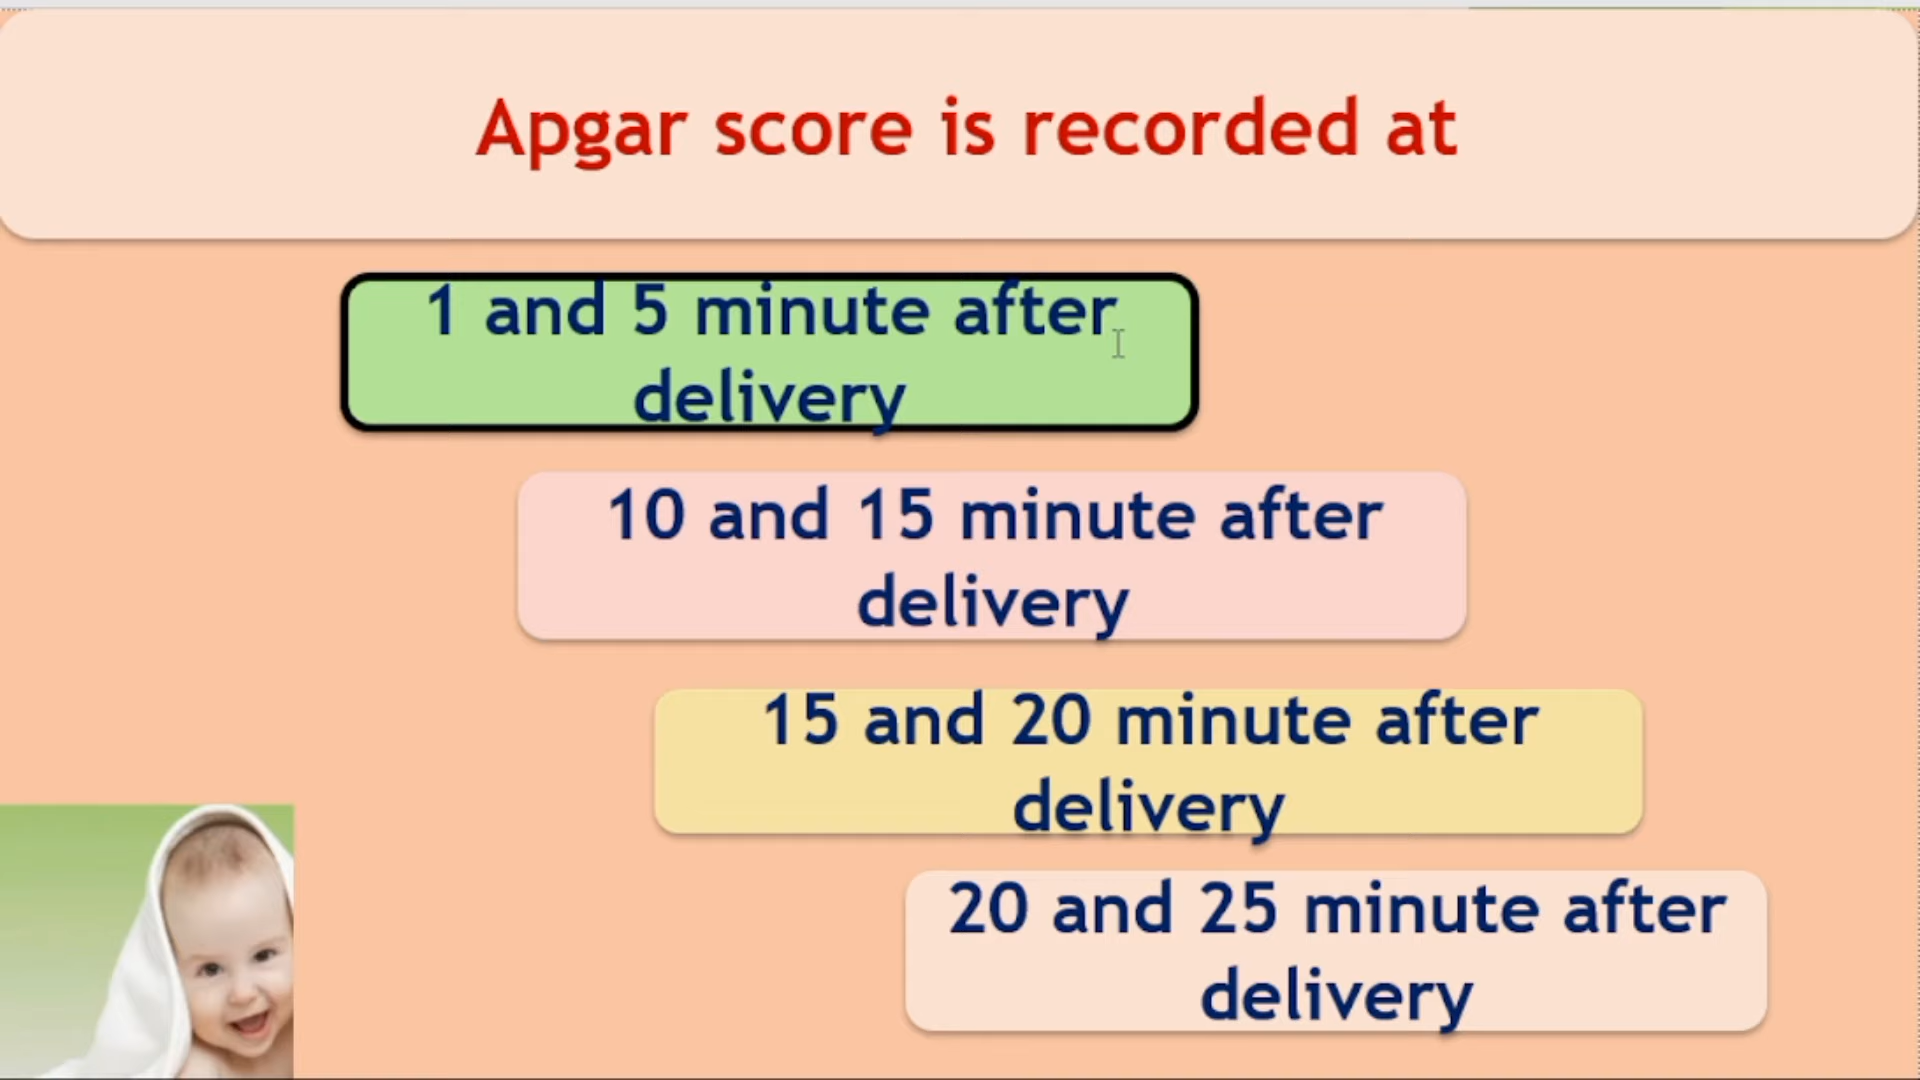 Apgar score is recorded at
1 and 5 minute after
delivery
10 and 15 minute after
delivery
15 and 20 minute after
delivery
20 and 25 minute after
delivery